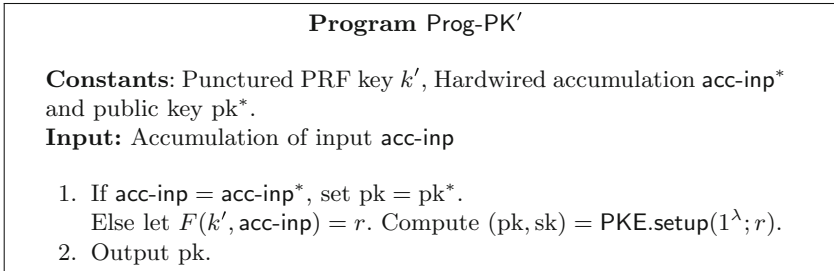 Program Prog-PK′
Constants: Punctured PRF key k′, Hardwired accumulation acc-inp*
and public key pk*.
Input: Accumulation of input acc-inp
1. If acc-inp = acc-inp*, set pk = pk*.
Else let F(k′, acc-inp) = r. Compute (pk, sk) = PKE.setup(1^λ; r).
2. Output pk.